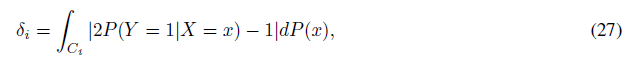 δ_i = ∫_{C_i} |2P(Y = 1|X = x) − 1|dP(x), (27)